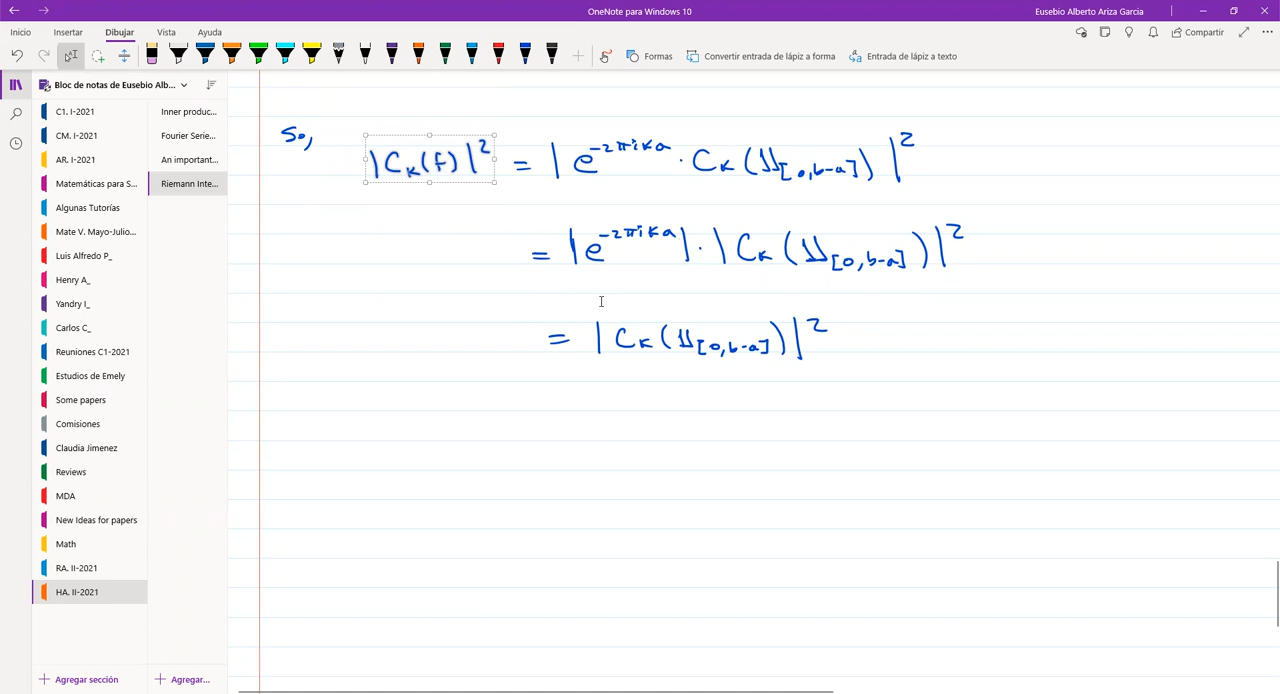 OneNote para Windows 10
Eusebio Alberto Ariza Garcia
Inicio Insertar Dibujar Vista Ayuda
Compartir
Formas Convertir entrada de lápiz a forma Entrada de lápiz a texto
Bloc de notas de Eusebio Alb...
C1. I-2021
CM. I-2021
AR. I-2021
Matemáticas para S...
Algunas Tutorías
Mate V. Mayo-Julio...
Luis Alfredo P_
Henry A_
Yandry I_
Carlos C_
Reuniones C1-2021
Estudios de Emely
Some papers
Comisiones
Claudia Jimenez
Reviews
MDA
New Ideas for papers
Math
RA. II-2021
HA. II-2021
Agregar sección
Inner produc...
Fourier Serie...
An important...
Riemann Inte...
Agregar...
So, |C_K(f)|^2 = |e^{-2πiKa} · C_K(𝟙_{[0,b-a]})|^2
= |e^{-2πiKa}| · |C_K(𝟙_{[0,b-a]})|^2
= |C_K(𝟙_{[0,b-a]})|^2